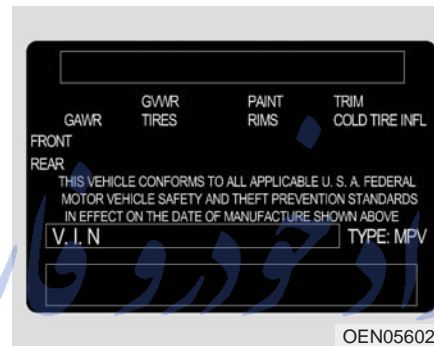 GVWR PAINT TRIM
GAWR TIRES RIMS COLD TIRE INFL
FRONT
REAR
THIS VEHICLE CONFORMS TO ALL APPLICABLE U. S. A. FEDERAL
MOTOR VEHICLE SAFETY AND THEFT PREVENTION STANDARDS
IN EFFECT ON THE DATE OF MANUFACTURE SHOWN ABOVE
V. I. N TYPE: MPV
OEN05602